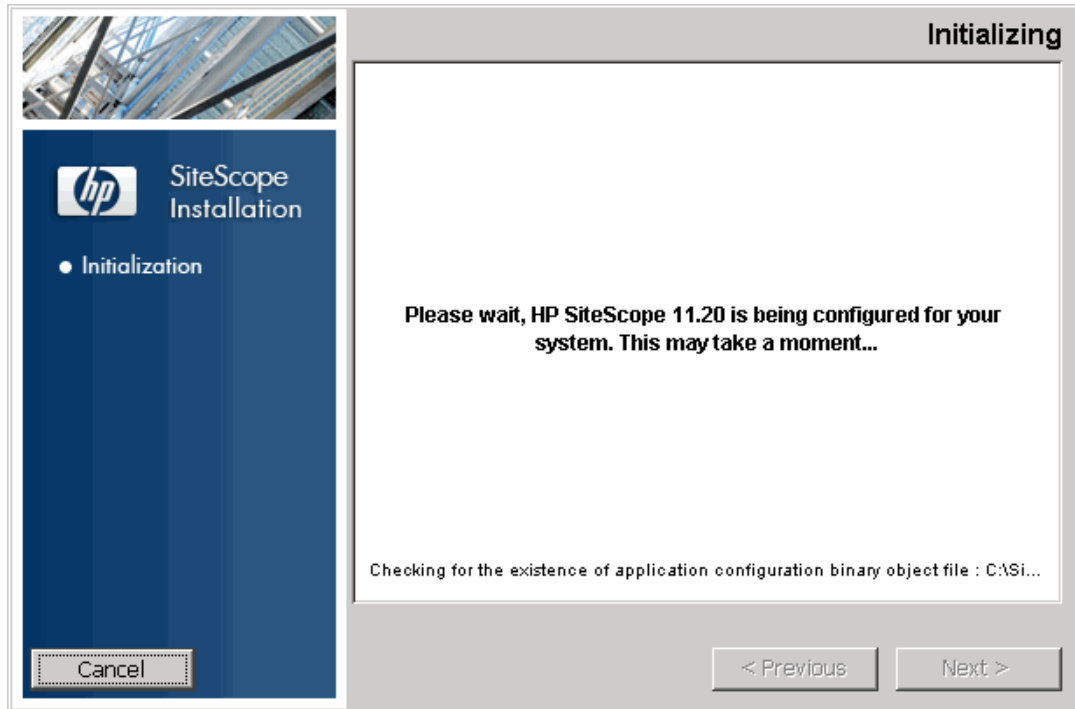 Initializing
hp
SiteScope
Installation
Initialization
Please wait, HP SiteScope 11.20 is being configured for your
system. This may take a moment...
Checking for the existence of application configuration binary object file : C:\Si...
Cancel
< Previous
Next >